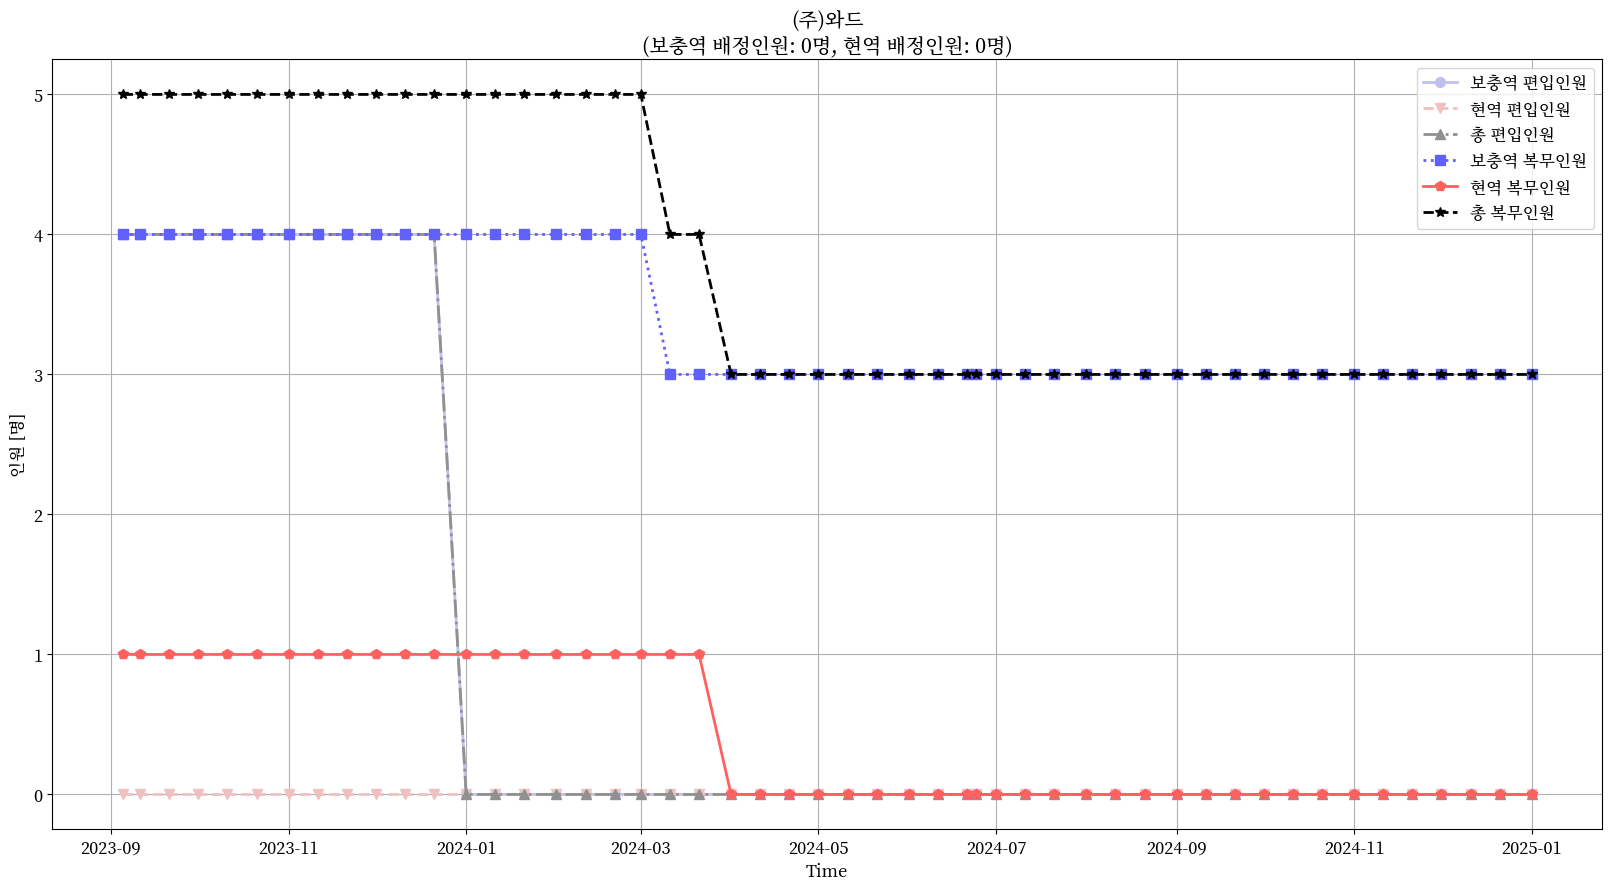 (주)와드
(보충역 배정인원: 0명, 현역 배정인원: 0명)
보충역 편입인원
현역 편입인원
총 편입인원
보충역 복무인원
현역 복무인원
총 복무인원
인원 [명]
5
4
3
2
1
0
2023-09
2023-11
2024-01
2024-03
2024-05
2024-07
2024-09
2024-11
2025-01
Time